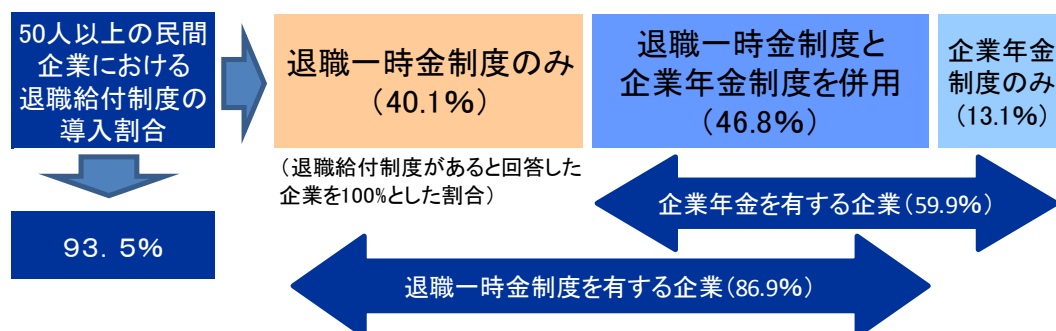 50人以上の民間
企業における
退職給付制度の
導入割合
退職一時金制度のみ
（40.1％）
退職一時金制度と
企業年金制度を併用
（46.8％）
企業年金
制度のみ
（13.1％）
（退職給付制度があると回答した
企業を100%とした割合）
企業年金を有する企業（59.9％）
９３．５％
退職一時金制度を有する企業（86.9％）